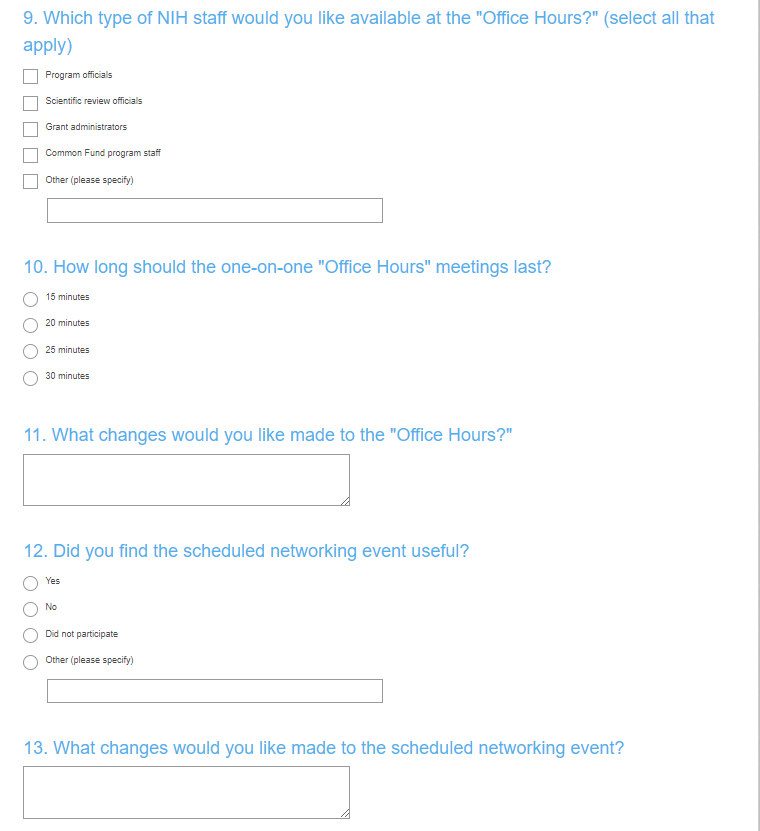 9. Which type of NIH staff would you like available at the "Office Hours?" (select all that
apply)
Program officials
Scientific review officials
Grant administrators
Common Fund program staff
Other (please specify)
10. How long should the one-on-one "Office Hours" meetings last?
15 minutes
20 minutes
25 minutes
30 minutes
11. What changes would you like made to the "Office Hours?"
12. Did you find the scheduled networking event useful?
Yes
No
Did not participate
Other (please specify)
13. What changes would you like made to the scheduled networking event?